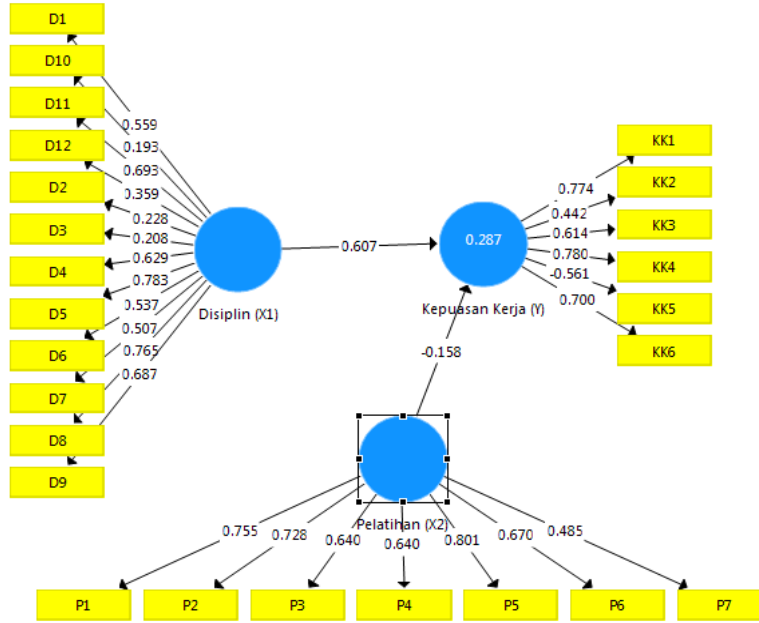 D1
D10
D11
D12
D2
D3
D4
D5
D6
D7
D8
D9
0.559
0.193
0.693
0.359
0.228
0.208
0.629
0.783
0.537
0.507
0.765
0.687
Disiplin (X1)
0.607
0.287
Kepuasan Kerja (Y)
0.774
0.442
0.614
0.780
-0.561
0.700
KK1
KK2
KK3
KK4
KK5
KK6
-0.158
Pelatihan (X2)
0.755
0.728
0.640
0.640
0.801
0.670
0.485
P1
P2
P3
P4
P5
P6
P7